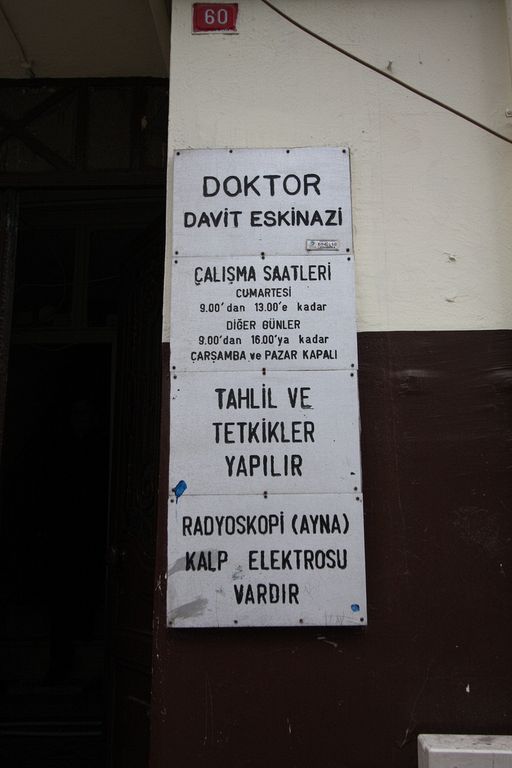 60
DOKTOR
DAVİT ESKİNAZİ
ÇALIŞMA SAATLERİ
CUMARTESİ
9.00'dan 13.00'e kadar
DİĞER GÜNLER
9.00'dan 16.00'ya kadar
ÇARŞAMBA ve PAZAR KAPALI
TAHLİL VE
TETKİKLER
YAPILIR
RADYOSKOPİ (AYNA)
KALP ELEKTROSU
VARDIR